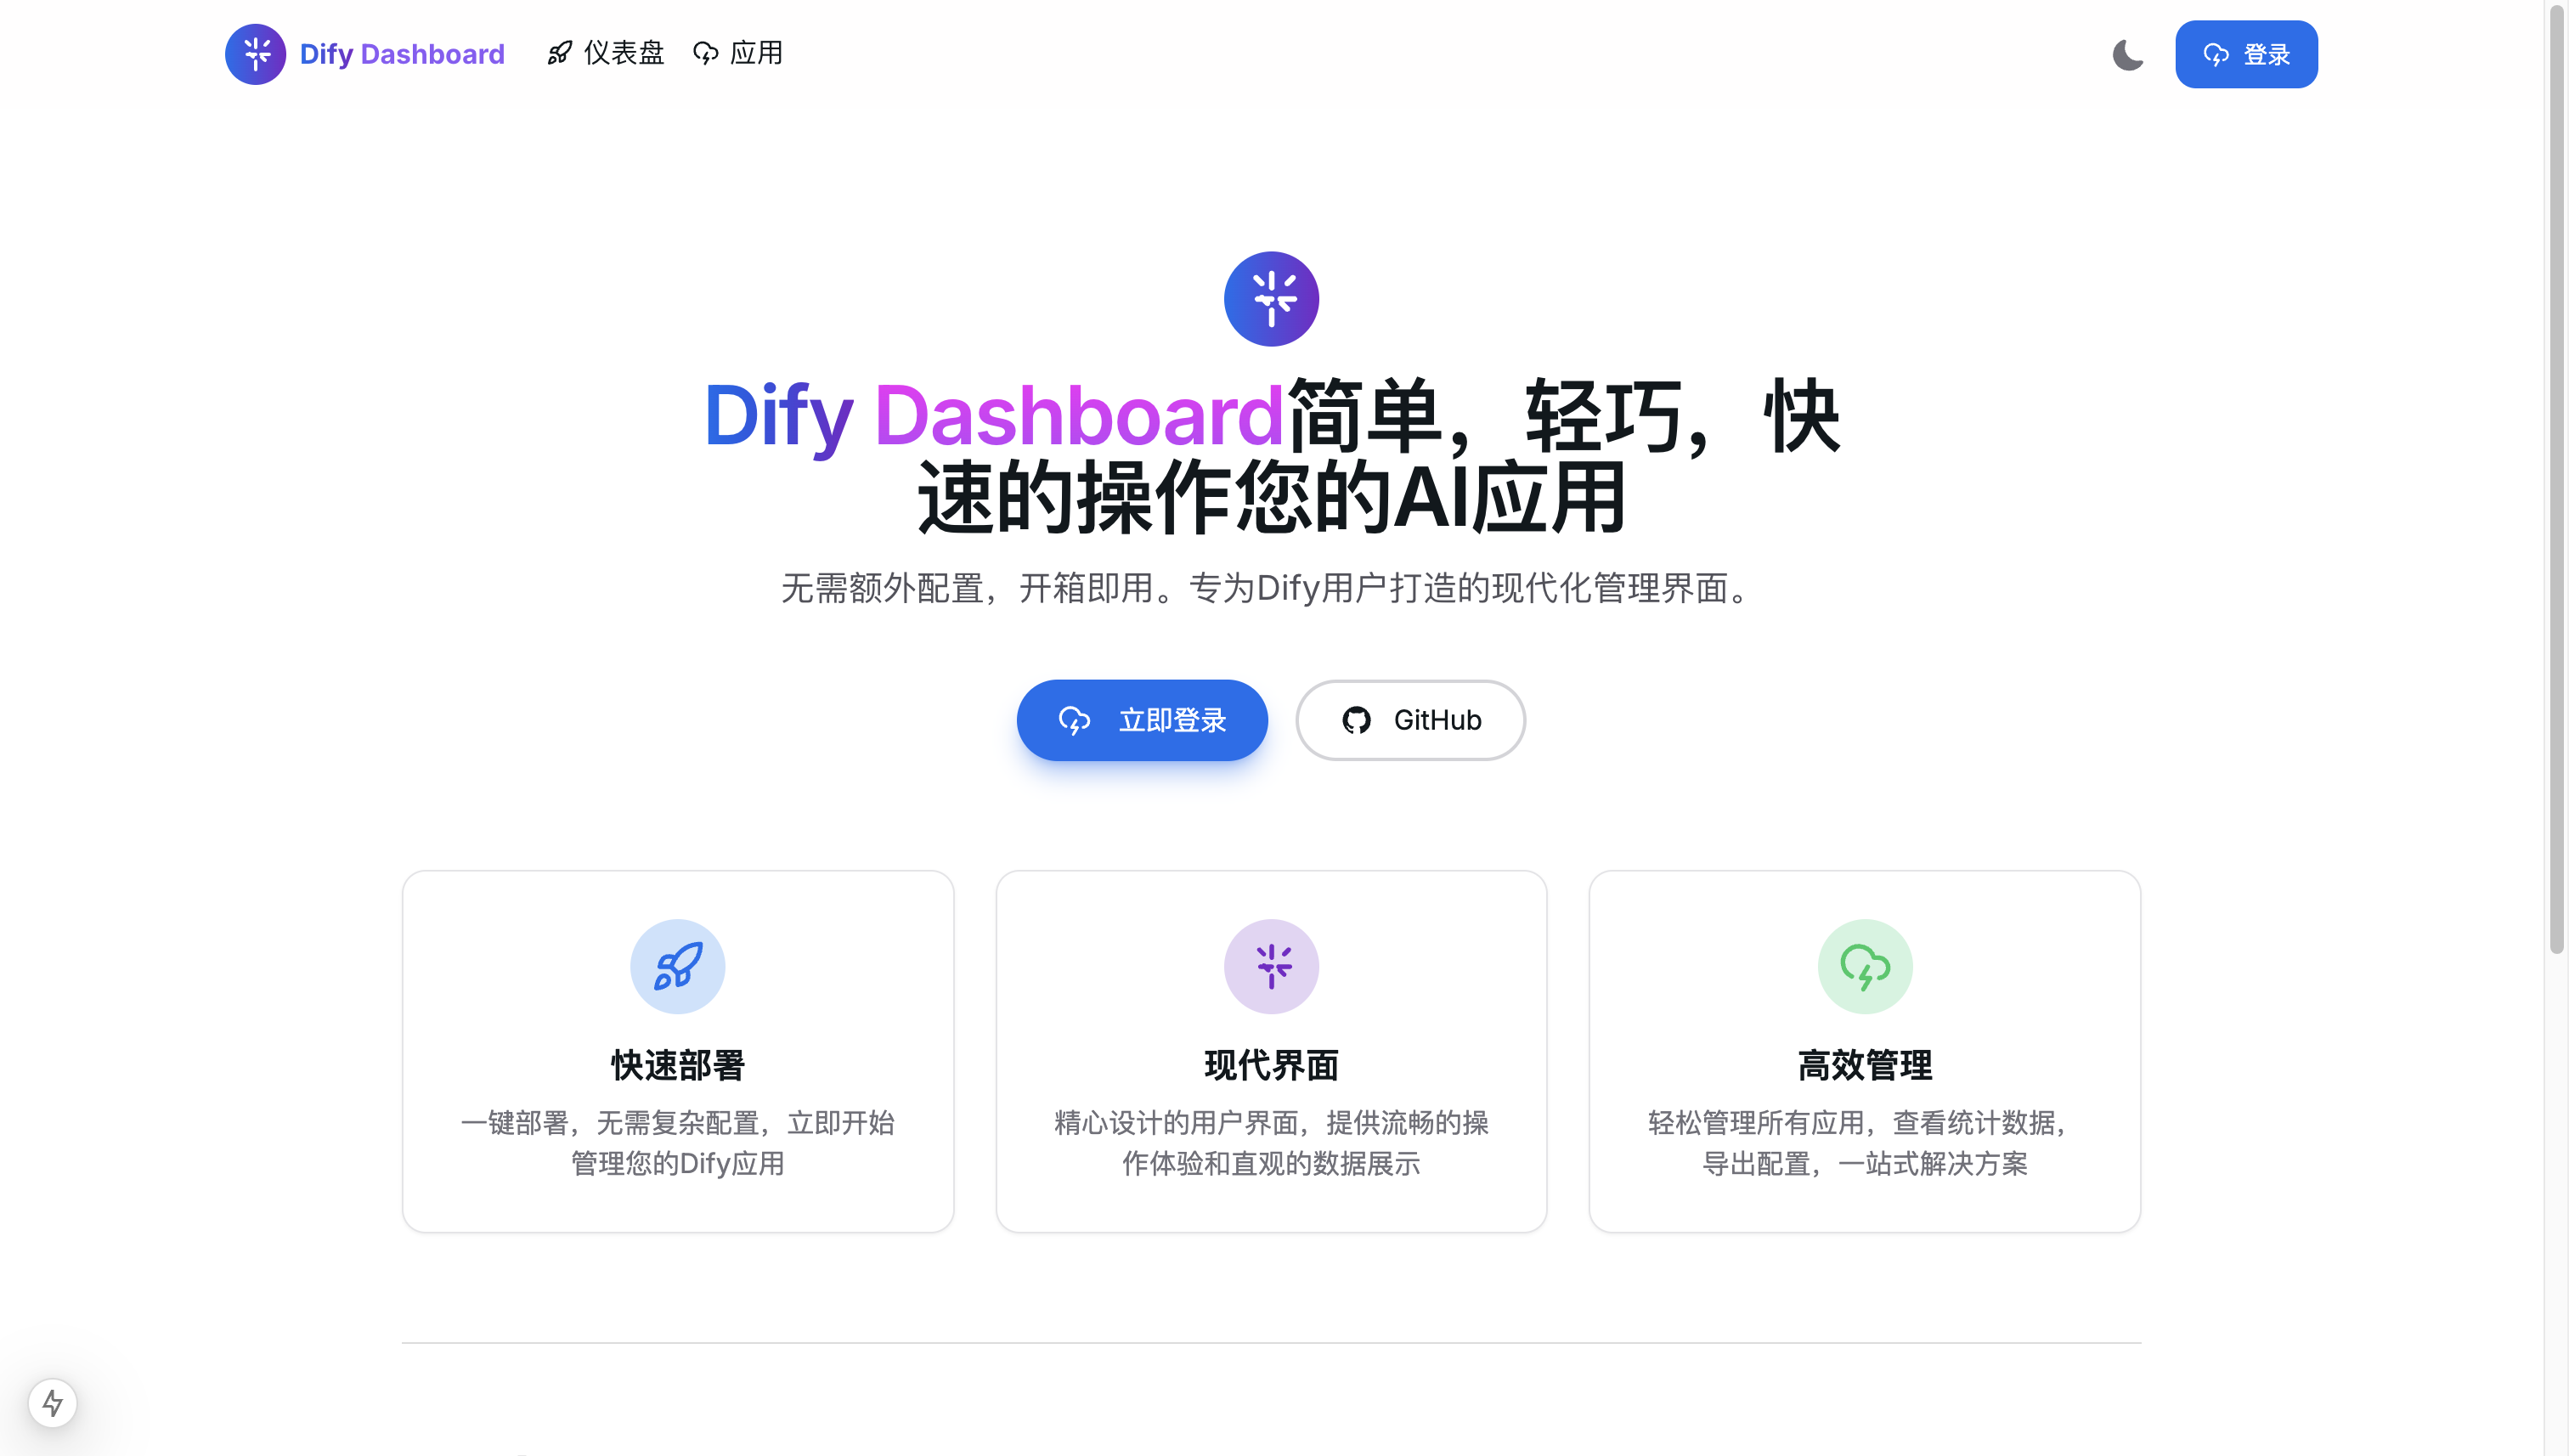 Dify Dashboard
仪表盘
应用
登录
Dify Dashboard简单，轻巧，快
速的操作您的AI应用
无需额外配置，开箱即用。专为Dify用户打造的现代化管理界面。
立即登录
GitHub
快速部署
一键部署，无需复杂配置，立即开始
管理您的Dify应用
现代界面
精心设计的用户界面，提供流畅的操
作体验和直观的数据展示
高效管理
轻松管理所有应用，查看统计数据，
导出配置，一站式解决方案